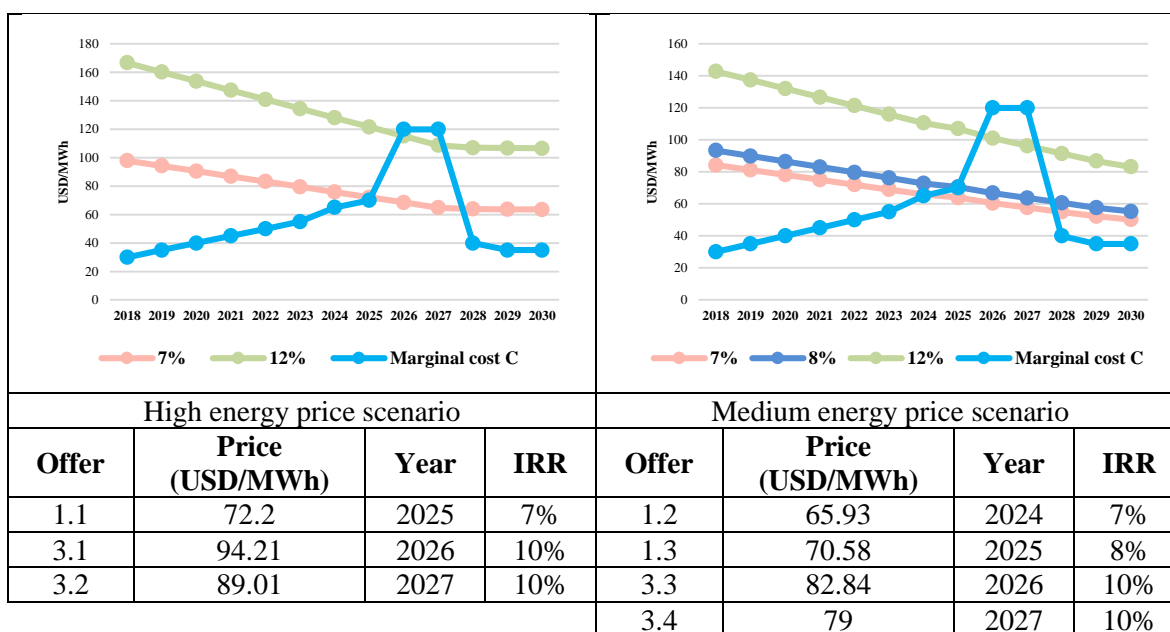 180
160
140
120
100
80
60
40
20
0
USD/MWh
2018 2019 2020 2021 2022 2023 2024 2025 2026 2027 2028 2029 2030
7% 12% Marginal cost C
160
140
120
100
80
60
40
20
0
USD/MWh
2018 2019 2020 2021 2022 2023 2024 2025 2026 2027 2028 2029 2030
7% 8% 12% Marginal cost C
High energy price scenario Medium energy price scenario
Offer Price (USD/MWh) Year IRR Offer Price (USD/MWh) Year IRR
1.1 72.2 2025 7% 1.2 65.93 2024 7%
3.1 94.21 2026 10% 1.3 70.58 2025 8%
3.2 89.01 2027 10% 3.3 82.84 2026 10%
3.4 79 2027 10%